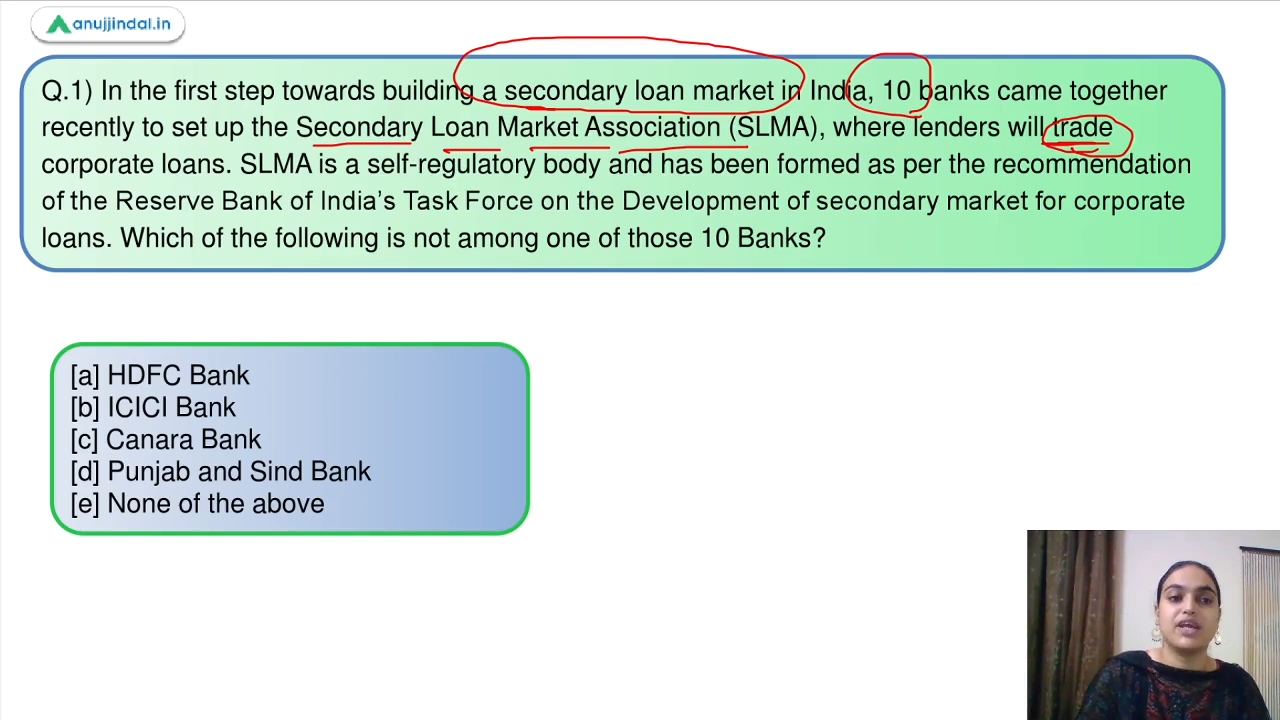 anujjindal.in
Q.1) In the first step towards building a secondary loan market in India, 10 banks came together
recently to set up the Secondary Loan Market Association (SLMA), where lenders will trade
corporate loans. SLMA is a self-regulatory body and has been formed as per the recommendation
of the Reserve Bank of India’s Task Force on the Development of secondary market for corporate
loans. Which of the following is not among one of those 10 Banks?
[a] HDFC Bank
[b] ICICI Bank
[c] Canara Bank
[d] Punjab and Sind Bank
[e] None of the above